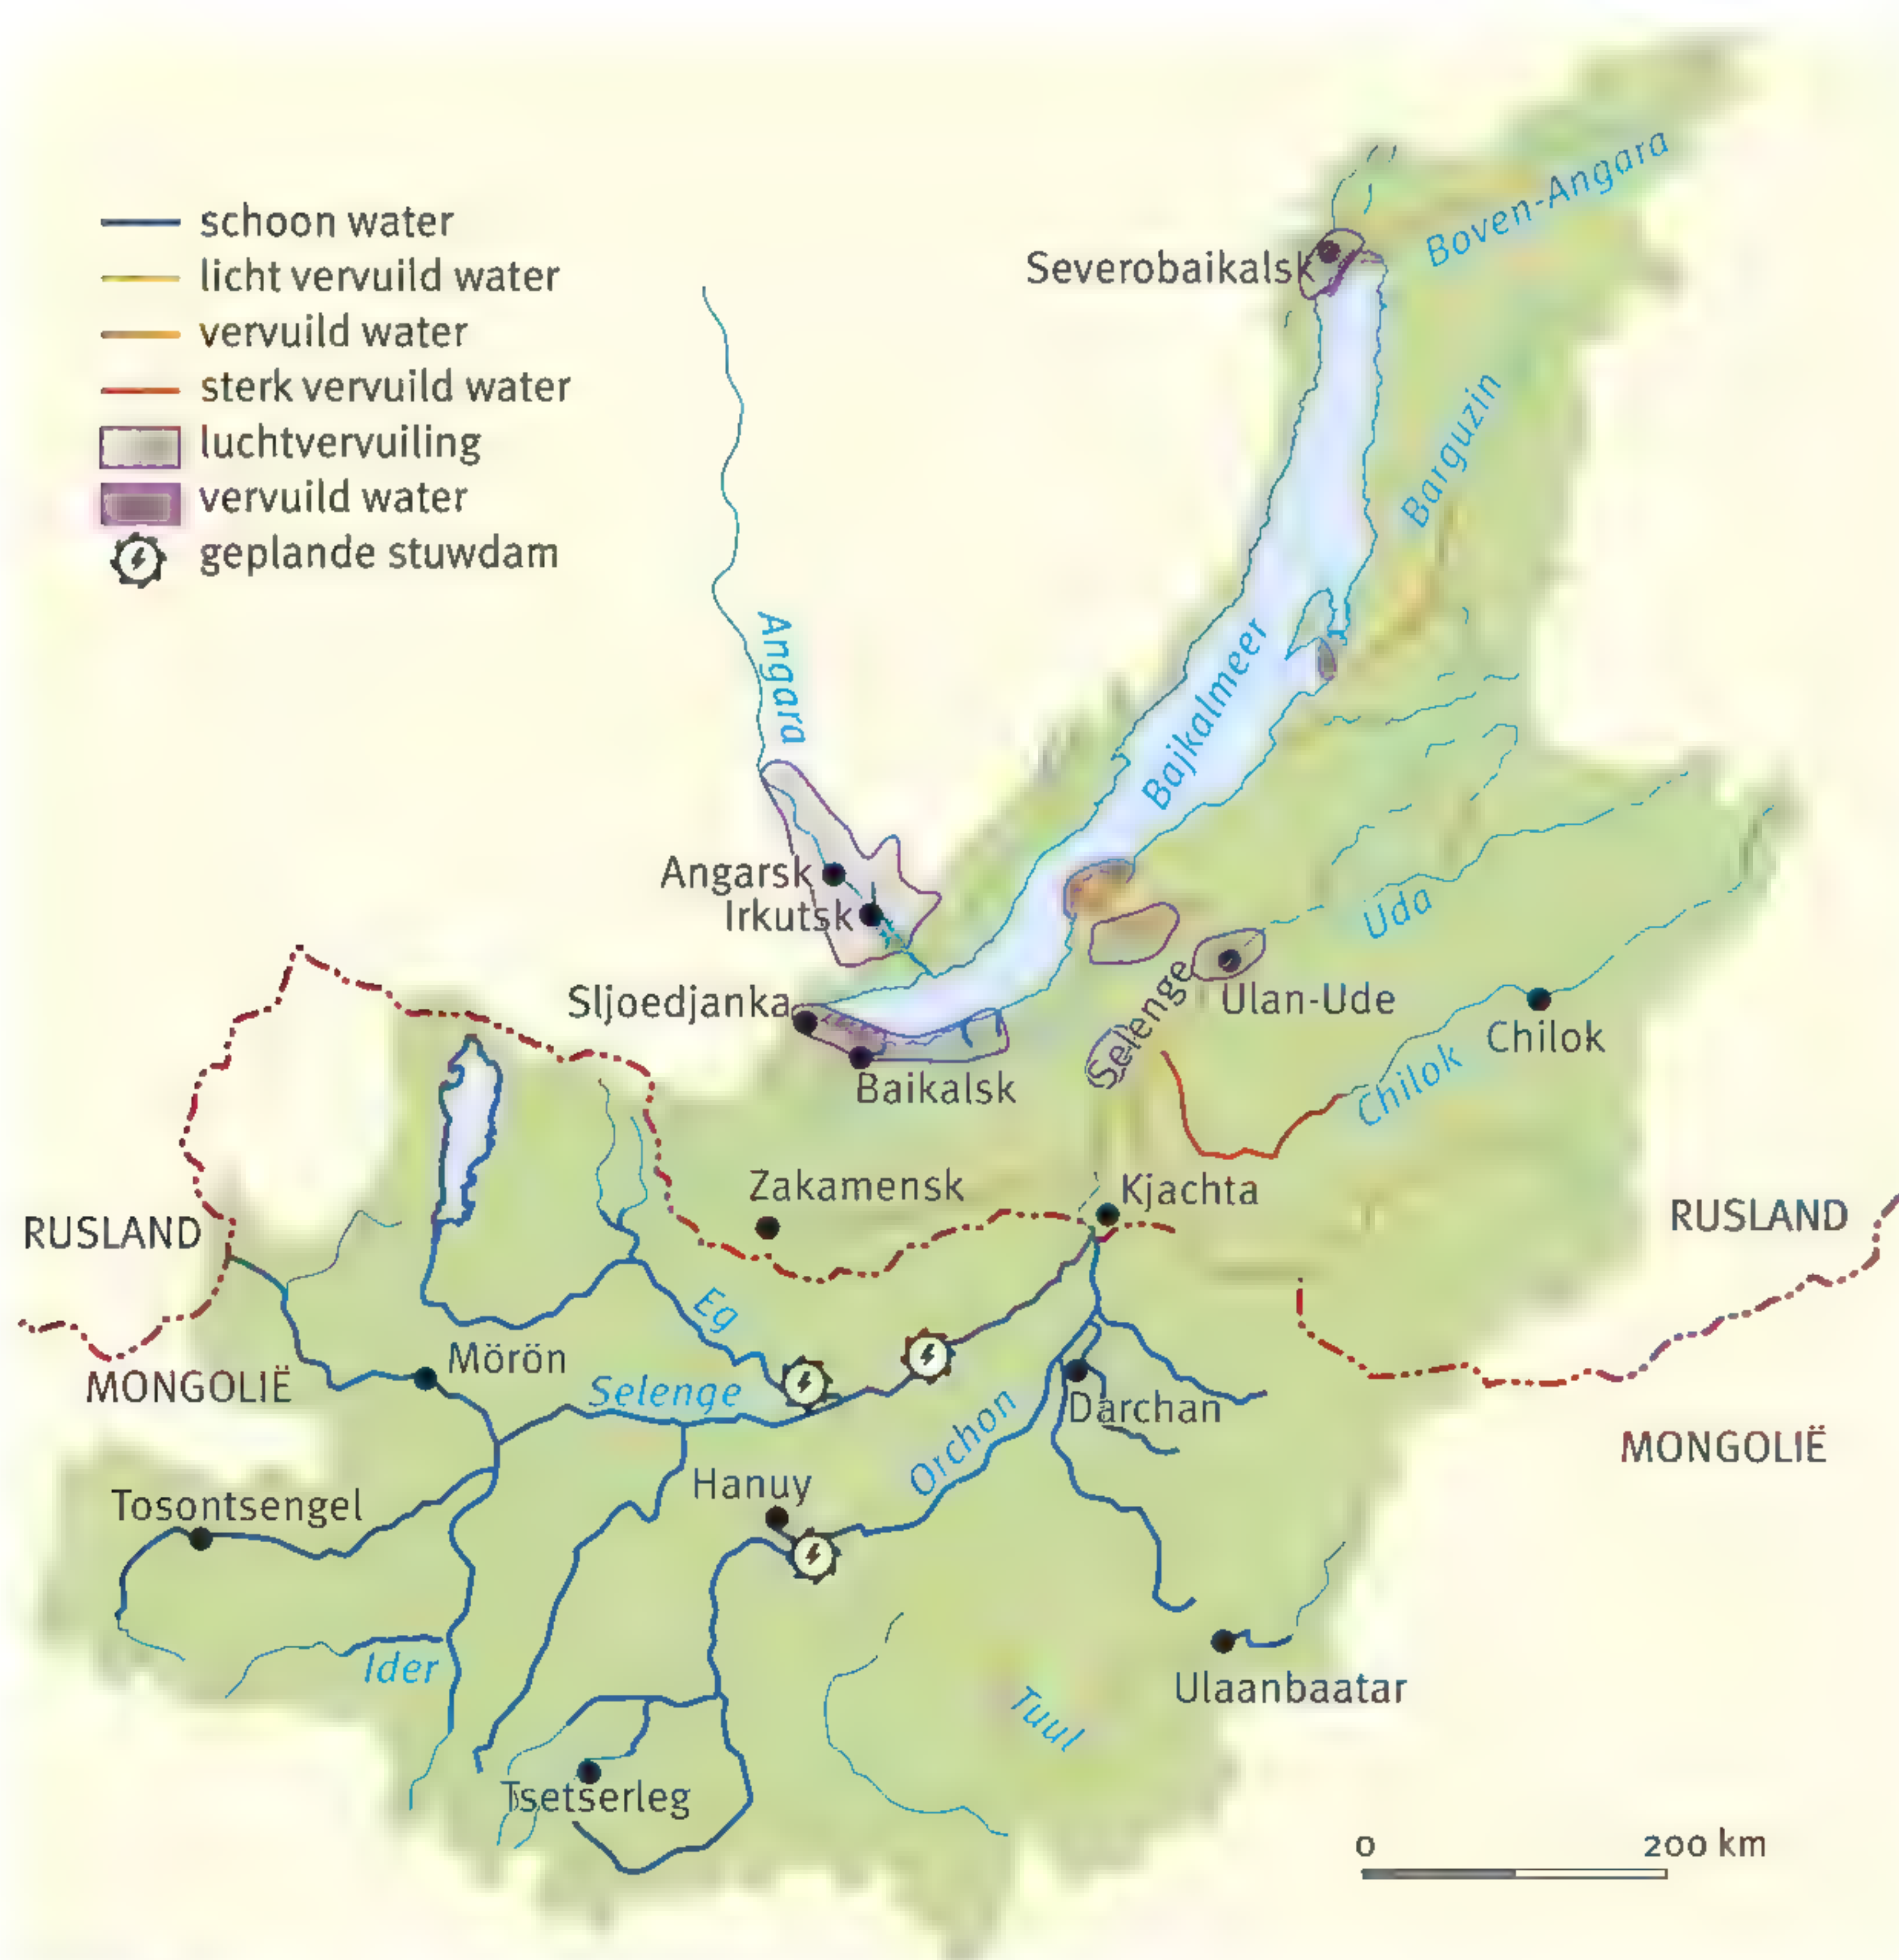 schoon water
licht vervuild water
vervuild water
sterk vervuild water
luchtvervuiling
vervuild water
geplande stuwdam
Boven-Angara
Severobaikalsk
Barguzin
Angara
Bajkalmeer
Angarsk
Irkutsk
Uda
Selenge
Ulan-Ude
Sljoedjanka
Chilok
Baikalsk
Chilok
Zakamensk
Kjachta
RUSLAND
RUSLAND
Eg
Mörön
MONGOLIË
Selenge
Darchan
Orchon
MONGOLIË
Hanuy
Tosontsengel
Ider
Ulaanbaatar
Tuul
Tsetserleg
0 200 km